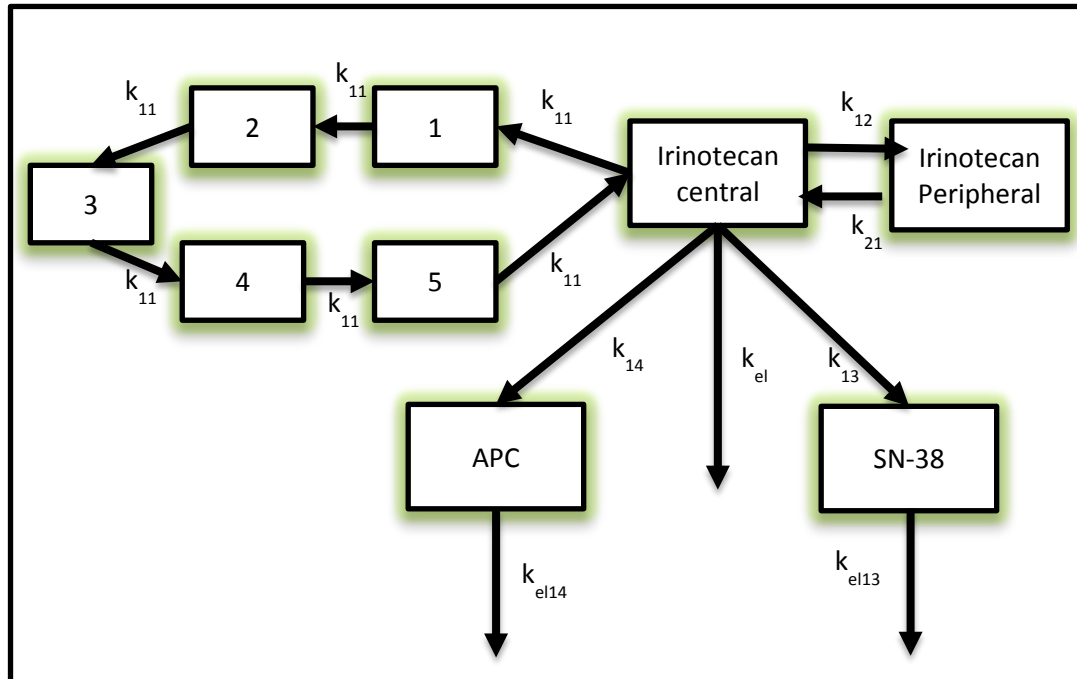 k11
k11
k11
2
1
k11
k12
Irinotecan
central
Irinotecan
Peripheral
3
k21
k11
4
5
k11
k11
k14
kel
k13
APC
SN-38
kel14
kel13